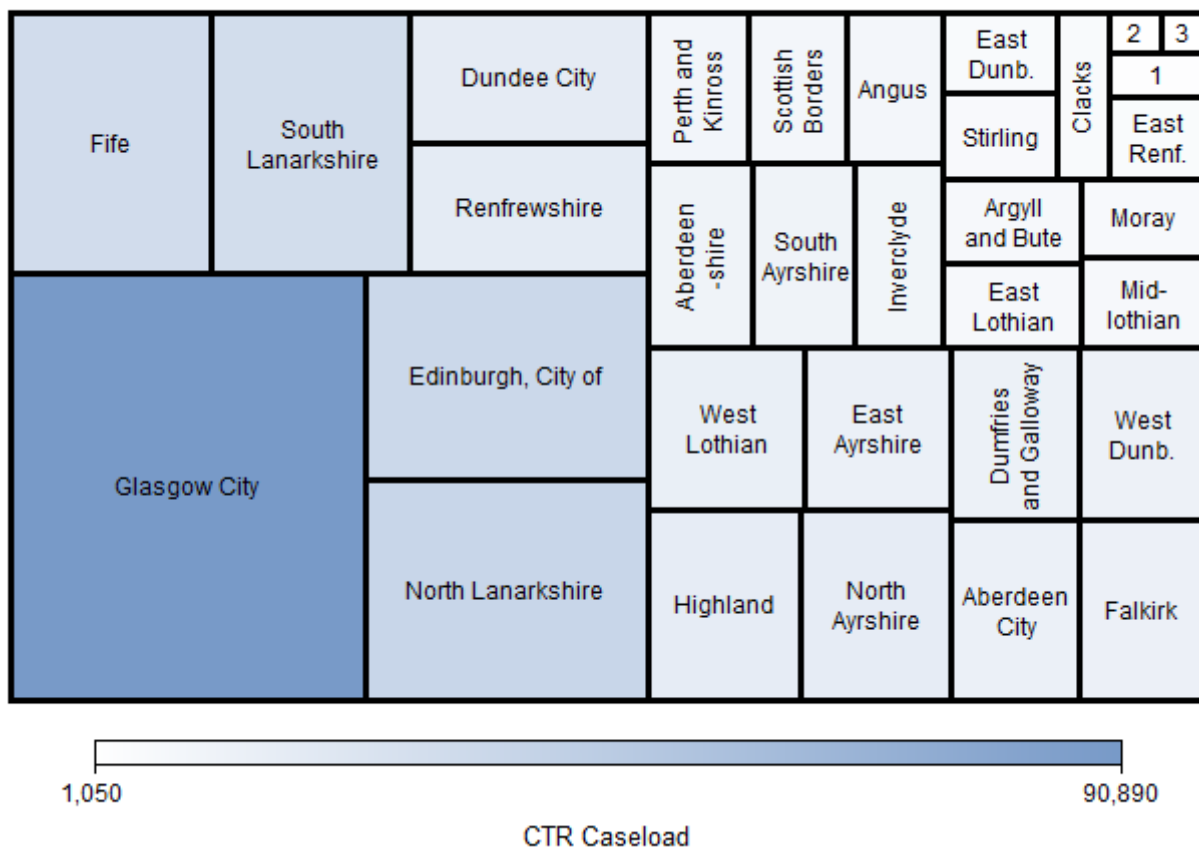 Fife
South
Lanarkshire
Dundee City
Renfrewshire
Perth and
Kinross
Scottish
Borders
Angus
East
Dunb.
Stirling
Clacks
2
3
1
East
Renf.
Aberdeen
-shire
South
Ayrshire
Inverclyde
Argyll
and Bute
Moray
East
Lothian
Mid-
lothian
Glasgow City
Edinburgh, City of
North Lanarkshire
West
Lothian
East
Ayrshire
Dumfries
and Galloway
West
Dunb.
Highland
North
Ayrshire
Aberdeen
City
Falkirk
1,050
90,890
CTR Caseload